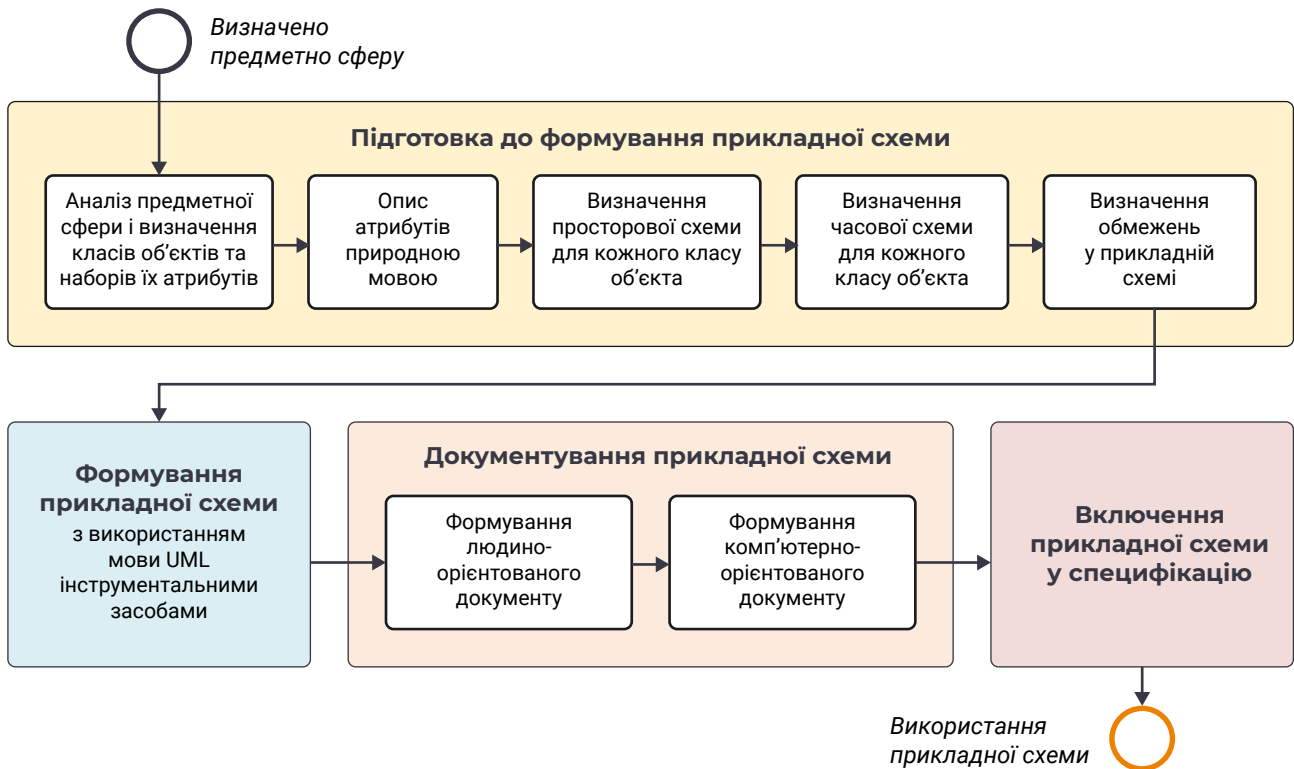 Визначено
предметно сферу
Підготовка до формування прикладної схеми
Аналіз предметної
сфери і визначення
класів об’єктів та
наборів їх атрибутів
Опис
атрибутів
природною
мовою
Визначення
просторової схеми
для кожного класу
об’єкта
Визначення
часової схеми
для кожного
класу об’єкта
Визначення
обмежень
у прикладній
схемі
Формування
прикладної схеми
з використанням
мови UML
інструментальними
засобами
Документування прикладної схеми
Формування
людино-
орієнтованого
документу
Формування
комп’ютерно-
орієнтованого
документу
Включення
прикладної схеми
у специфікацію
Використання
прикладної схеми